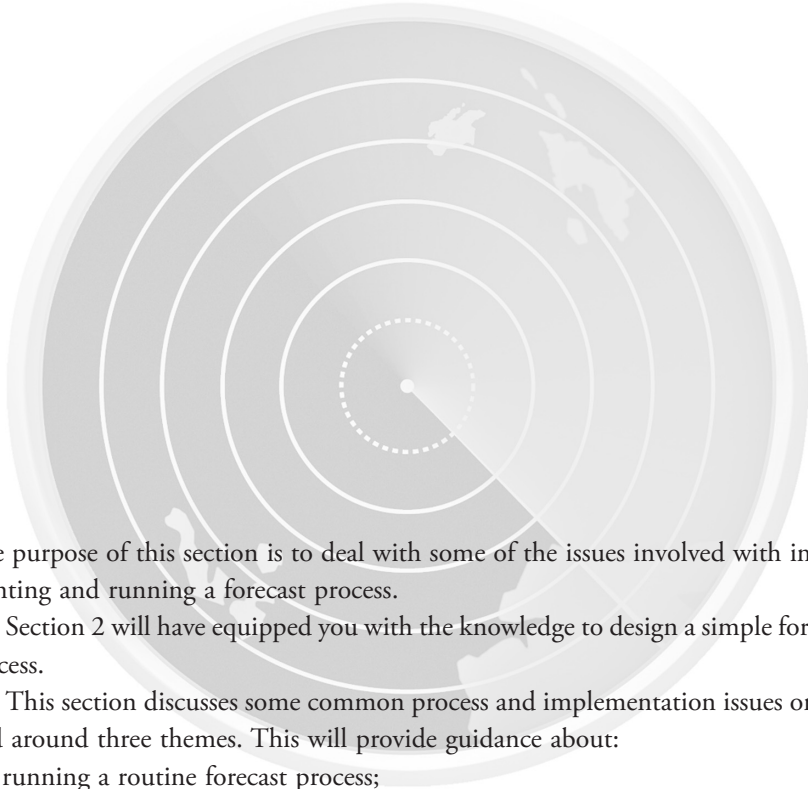 e purpose of this section is to deal with some of the issues involved with in
nting and running a forecast process.
Section 2 will have equipped you with the knowledge to design a simple for
cess.
This section discusses some common process and implementation issues or
l around three themes. This will provide guidance about:
running a routine forecast process;